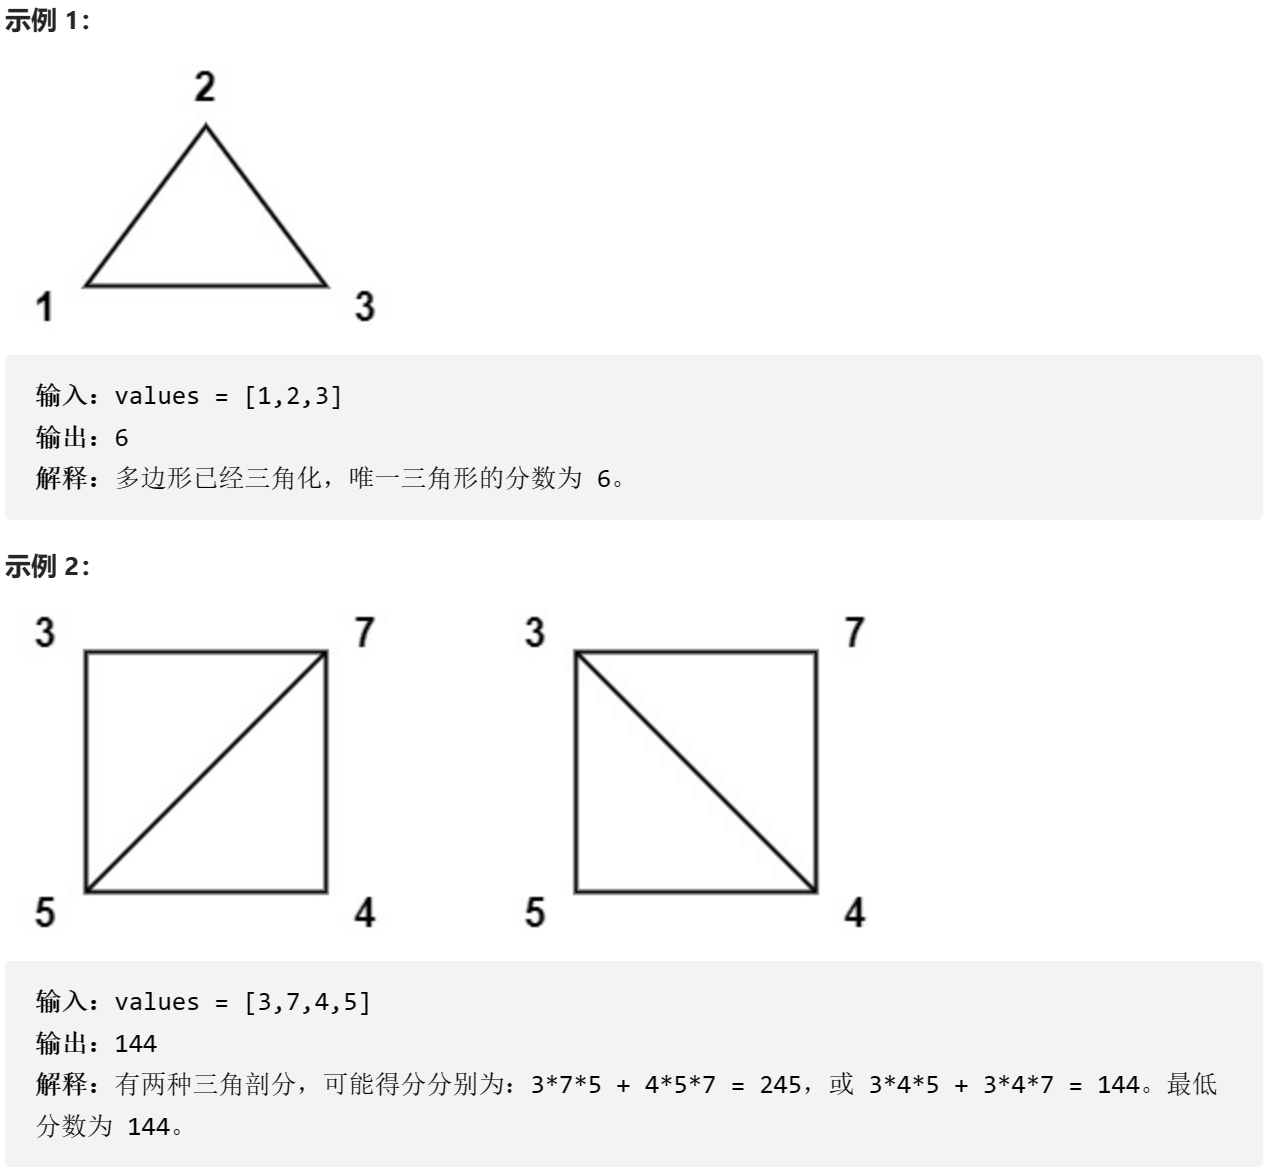 示例 1：
2
1 3
输入：values = [1,2,3]
输出：6
解释：多边形已经三角化，唯一三角形的分数为 6。
示例 2：
3 7 3 7
5 4 5 4
输入：values = [3,7,4,5]
输出：144
解释：有两种三角剖分，可能得分分别为：3*7*5 + 4*5*7 = 245，或 3*4*5 + 3*4*7 = 144。最低
分数为 144。